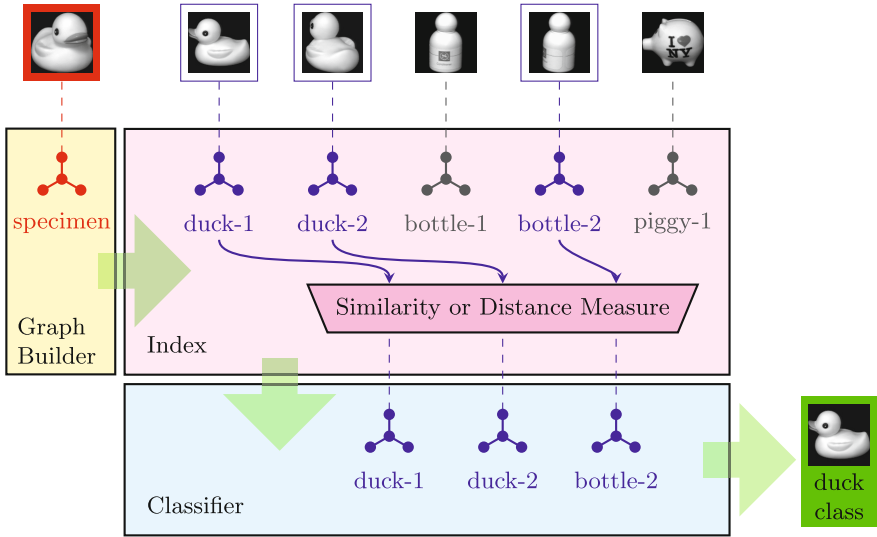 I ♥
NY
specimen
duck-1
duck-2
bottle-1
bottle-2
piggy-1
Similarity or Distance Measure
Graph
Builder
Index
duck-1
duck-2
bottle-2
Classifier
duck
class